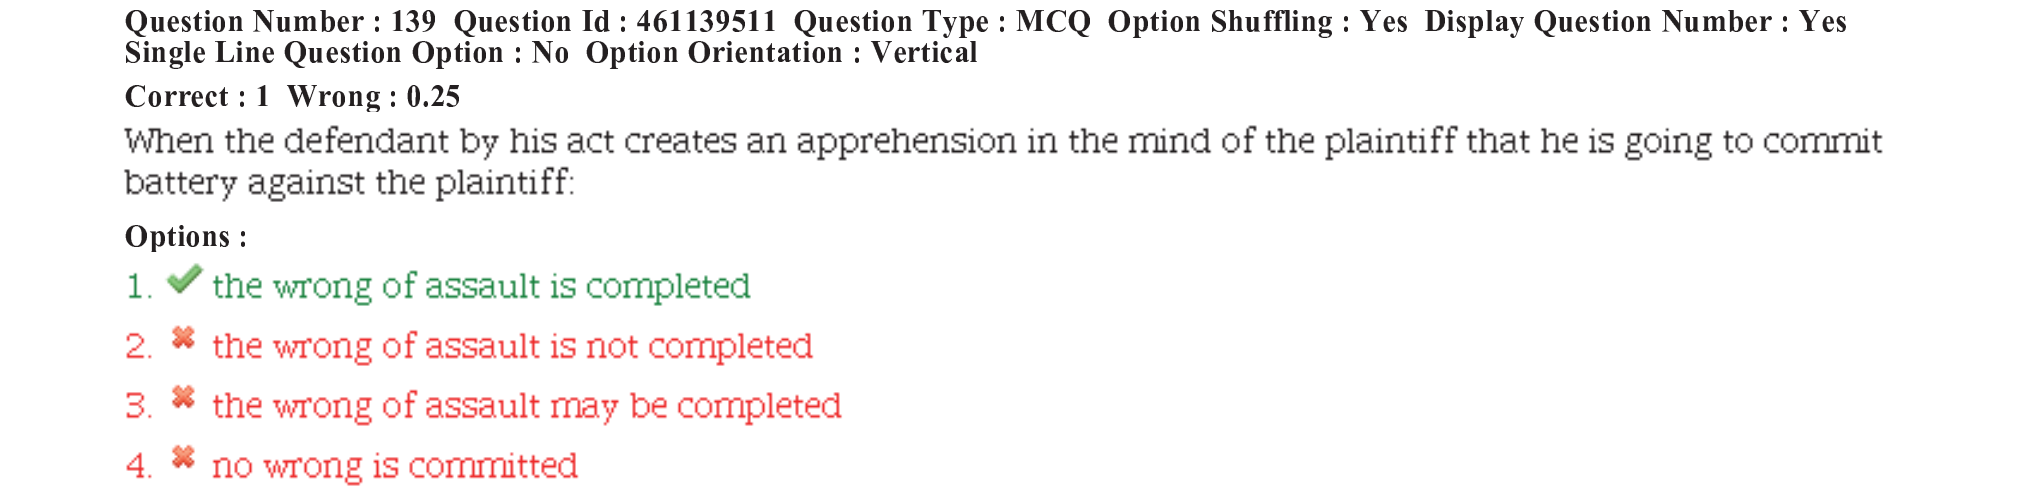 Question Number : 139 Question Id : 461139511 Question Type : MCQ Option Shuffling : Yes Display Question Number : Yes
Single Line Question Option : No Option Orientation : Vertical
Correct : 1 Wrong : 0.25
When the defendant by his act creates an apprehension in the mind of the plaintiff that he is going to commit
battery against the plaintiff:
Options :
1. ✔ the wrong of assault is completed
2. ✖ the wrong of assault is not completed
3. ✖ the wrong of assault may be completed
4. ✖ no wrong is committed